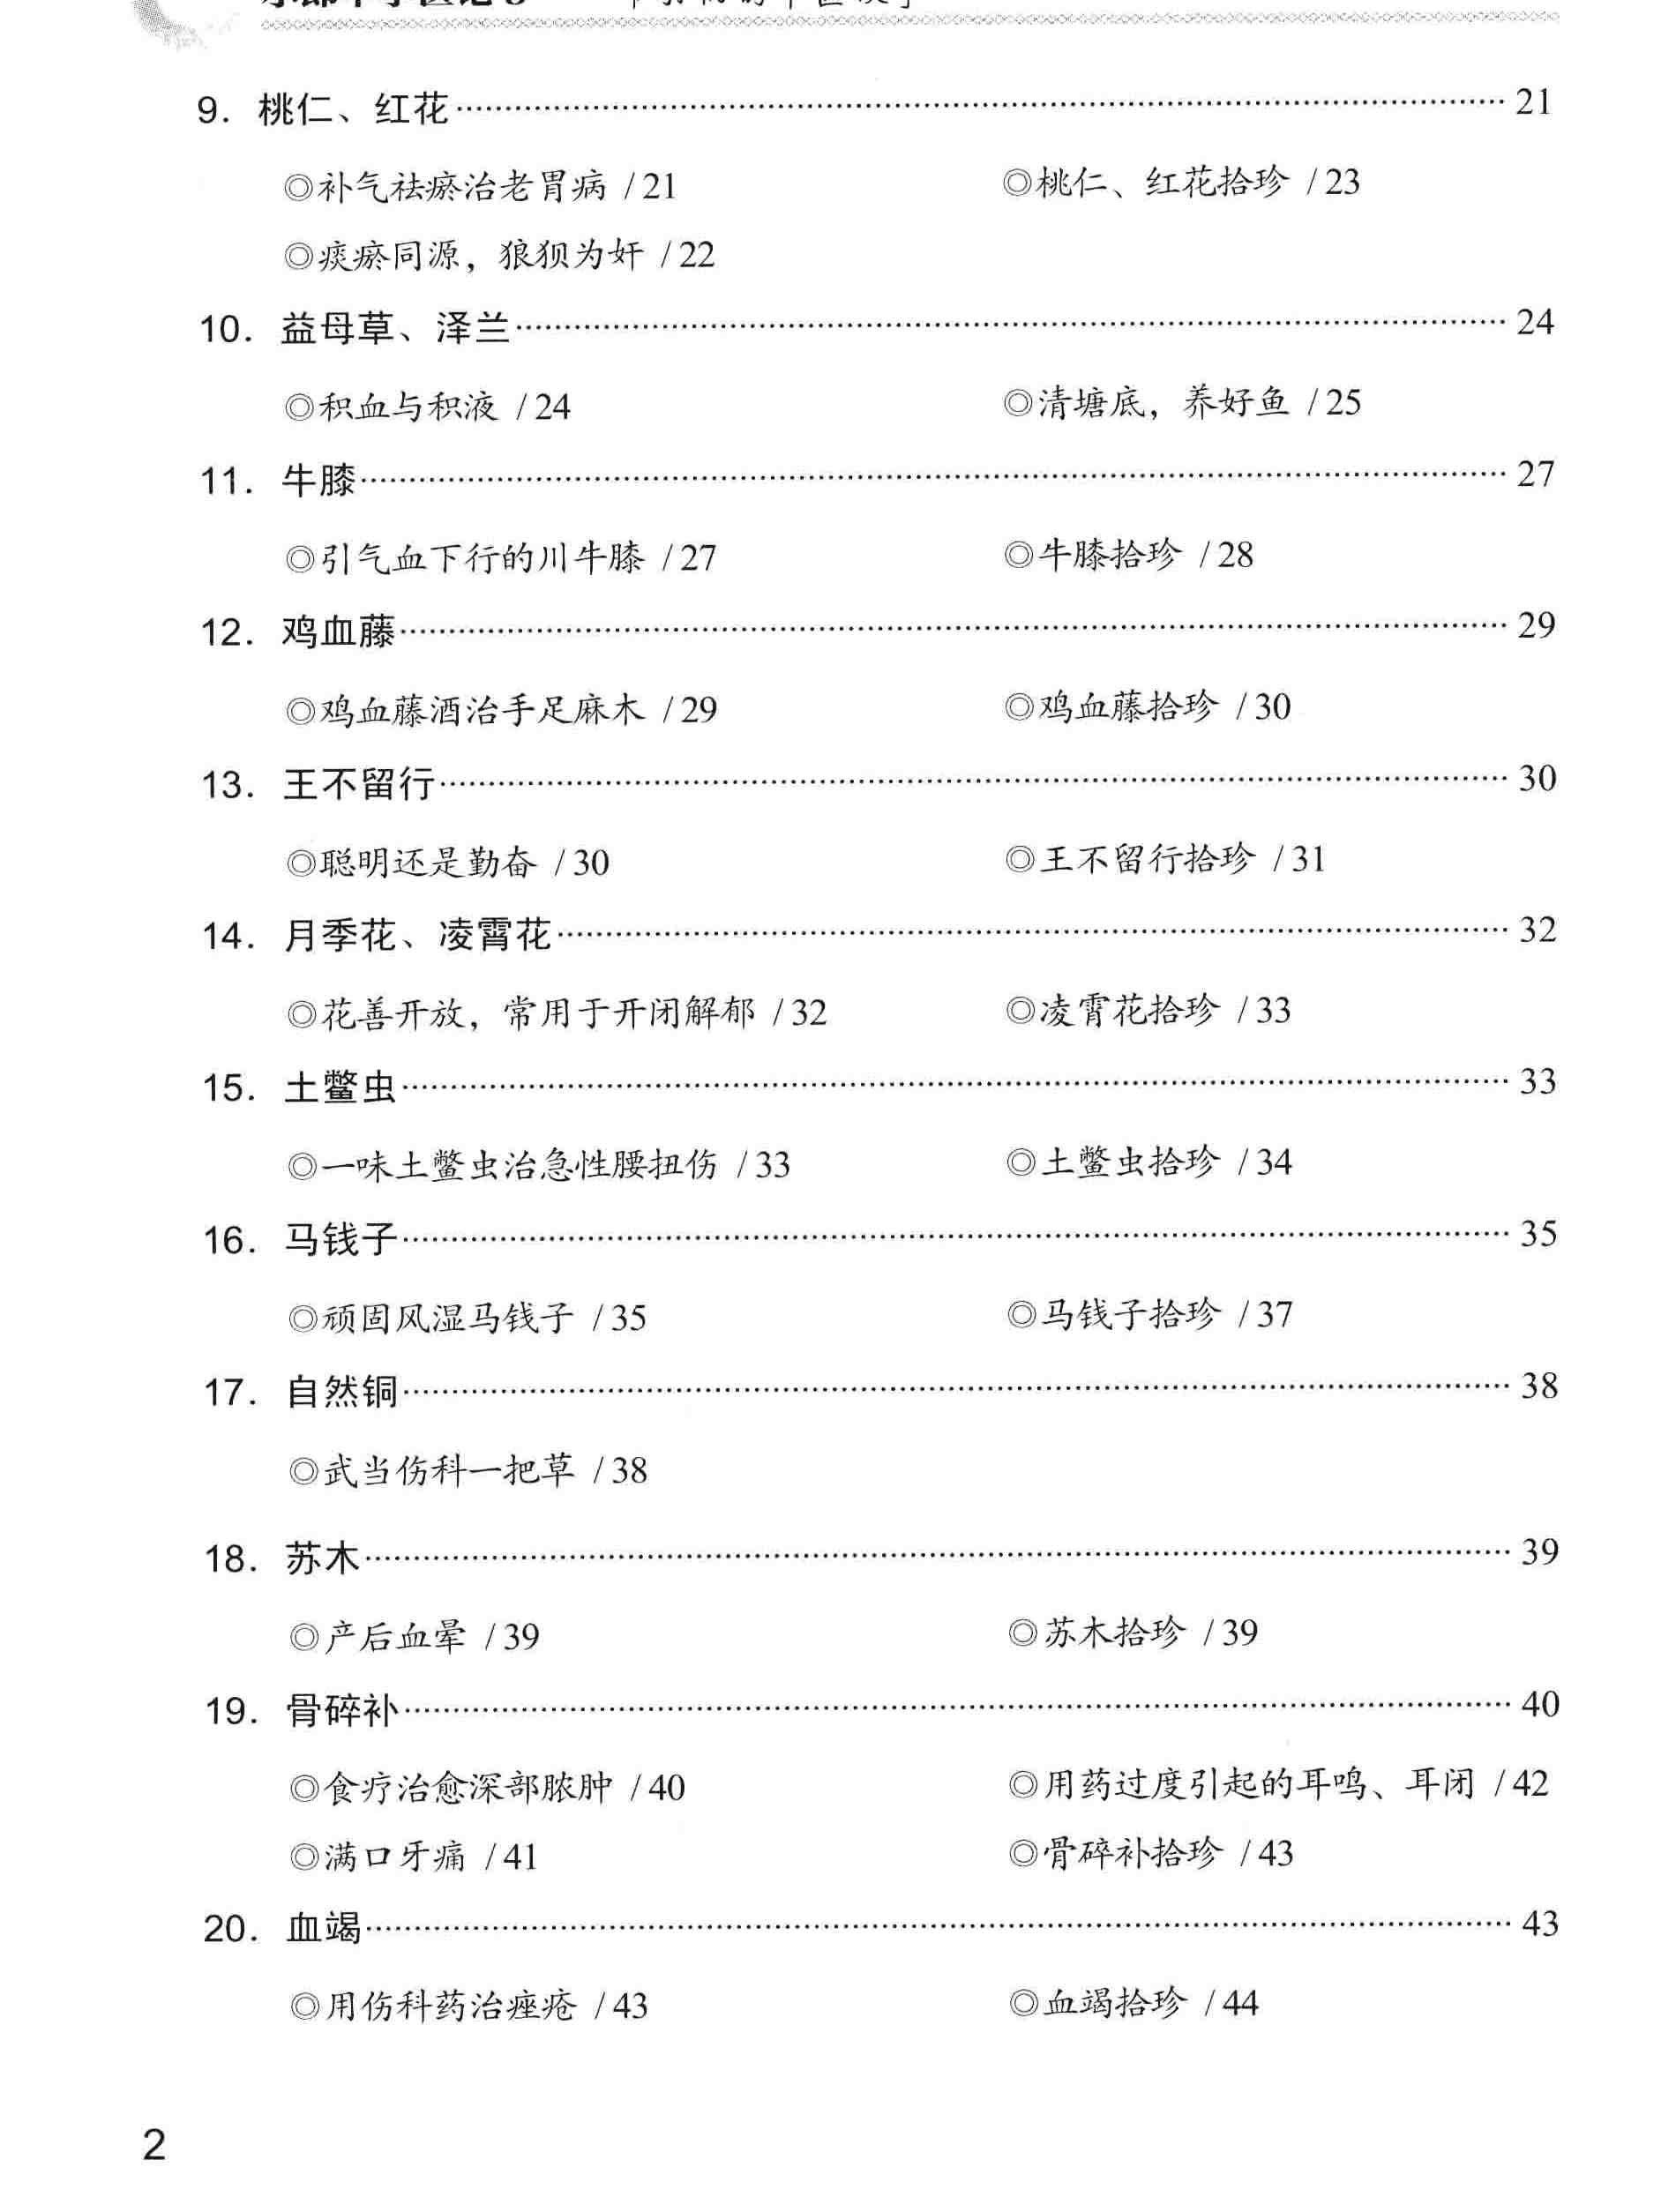 9. 桃仁、红花 …… 21
◎补气祛瘀治老胃病 /21 ◎桃仁、红花拾珍 /23
◎痰瘀同源，狼狈为奸 /22
10. 益母草、泽兰 …… 24
◎积血与积液 /24 ◎清塘底，养好鱼 /25
11. 牛膝 …… 27
◎引气血下行的川牛膝 /27 ◎牛膝拾珍 /28
12. 鸡血藤 …… 29
◎鸡血藤酒治手足麻木 /29 ◎鸡血藤拾珍 /30
13. 王不留行 …… 30
◎聪明还是勤奋 /30 ◎王不留行拾珍 /31
14. 月季花、凌霄花 …… 32
◎花善开放，常用于开闭解郁 /32 ◎凌霄花拾珍 /33
15. 土鳖虫 …… 33
◎一味土鳖虫治急性腰扭伤 /33 ◎土鳖虫拾珍 /34
16. 马钱子 …… 35
◎顽固风湿马钱子 /35 ◎马钱子拾珍 /37
17. 自然铜 …… 38
◎武当伤科一把草 /38
18. 苏木 …… 39
◎产后血晕 /39 ◎苏木拾珍 /39
19. 骨碎补 …… 40
◎食疗治愈深部脓肿 /40 ◎用药过度引起的耳鸣、耳闭 /42
◎满口牙痛 /41 ◎骨碎补拾珍 /43
20. 血竭 …… 43
◎用伤科药治痤疮 /43 ◎血竭拾珍 /44
2